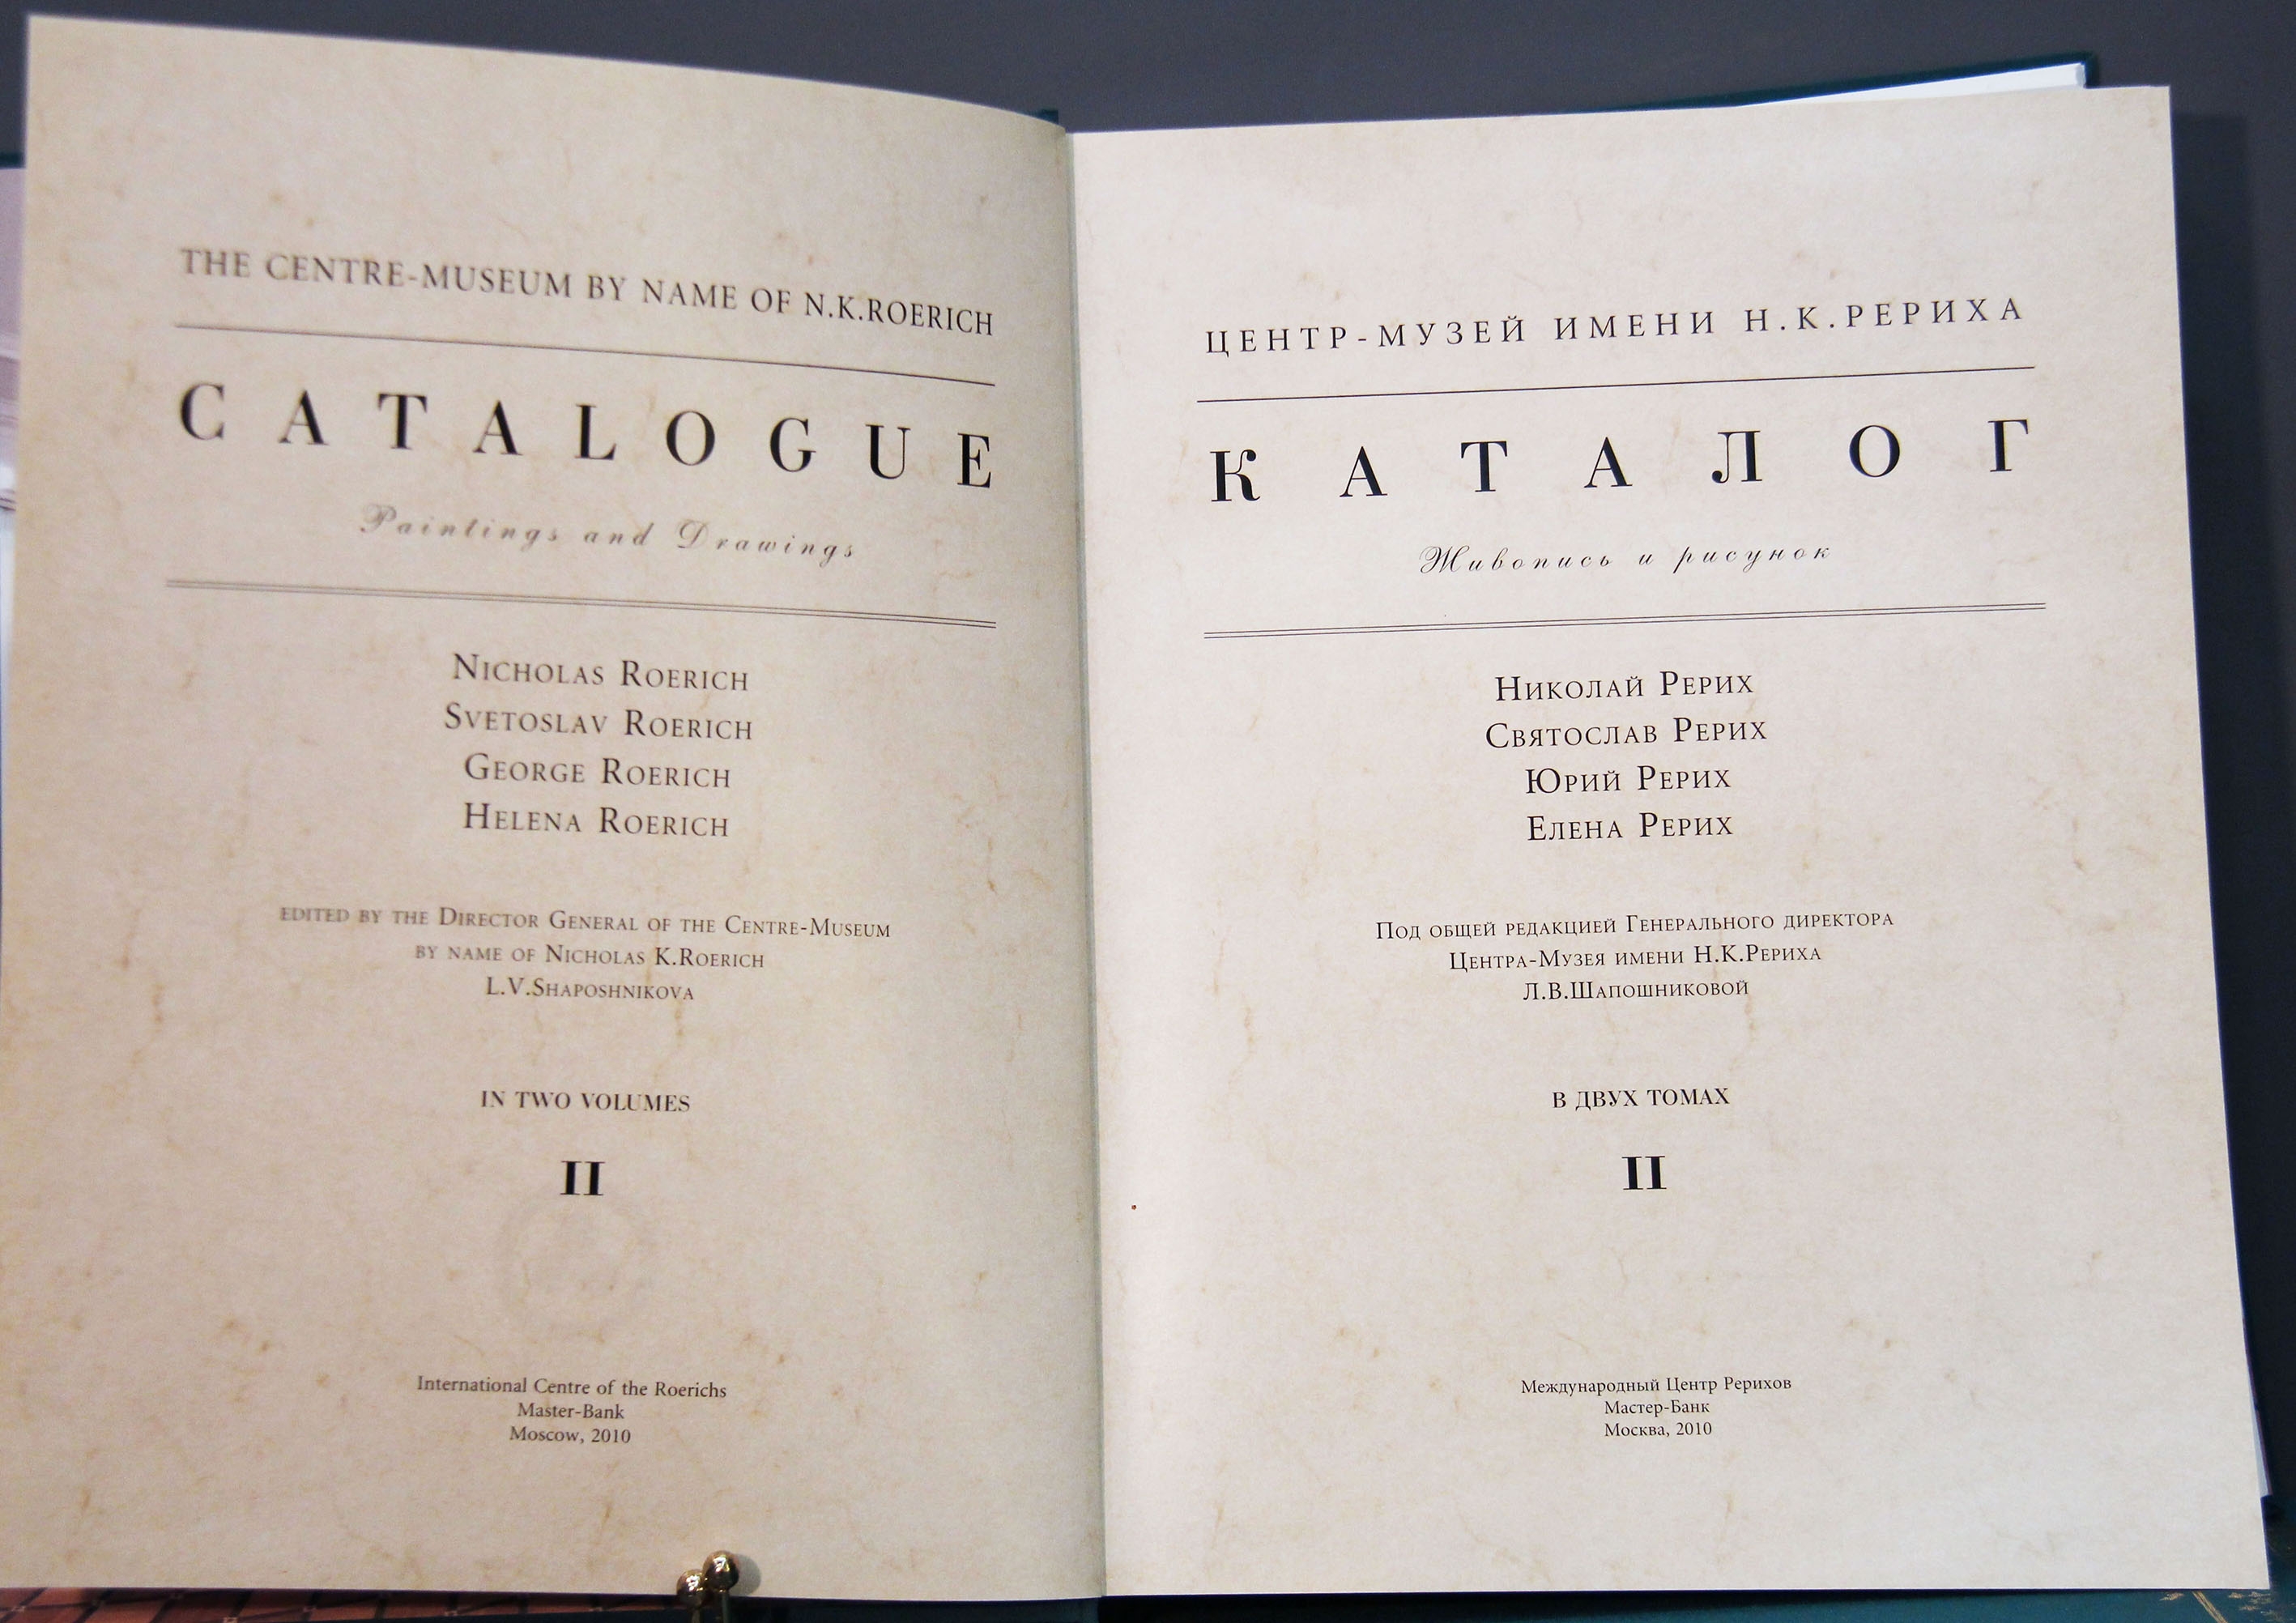 THE CENTRE-MUSEUM BY NAME OF N.K.ROERICH
CATALOGUE
Paintings and Drawings
NICHOLAS ROERICH
SVETOSLAV ROERICH
GEORGE ROERICH
HELENA ROERICH
EDITED BY THE DIRECTOR GENERAL OF THE CENTRE-MUSEUM
BY NAME OF NICHOLAS K.ROERICH
L.V.SHAPOSHNIKOVA
IN TWO VOLUMES
II
International Centre of the Roerichs
Master-Bank
Moscow, 2010
ЦЕНТР-МУЗЕЙ ИМЕНИ Н.К.РЕРИХА
КАТАЛОГ
Живопись и рисунок
НИКОЛАЙ РЕРИХ
СВЯТОСЛАВ РЕРИХ
ЮРИЙ РЕРИХ
ЕЛЕНА РЕРИХ
ПОД ОБЩЕЙ РЕДАКЦИЕЙ ГЕНЕРАЛЬНОГО ДИРЕКТОРА
ЦЕНТРА-МУЗЕЯ ИМЕНИ Н.К.РЕРИХА
Л.В.ШАПОШНИКОВОЙ
В ДВУХ ТОМАХ
II
Международный Центр Рерихов
Мастер-Банк
Москва, 2010